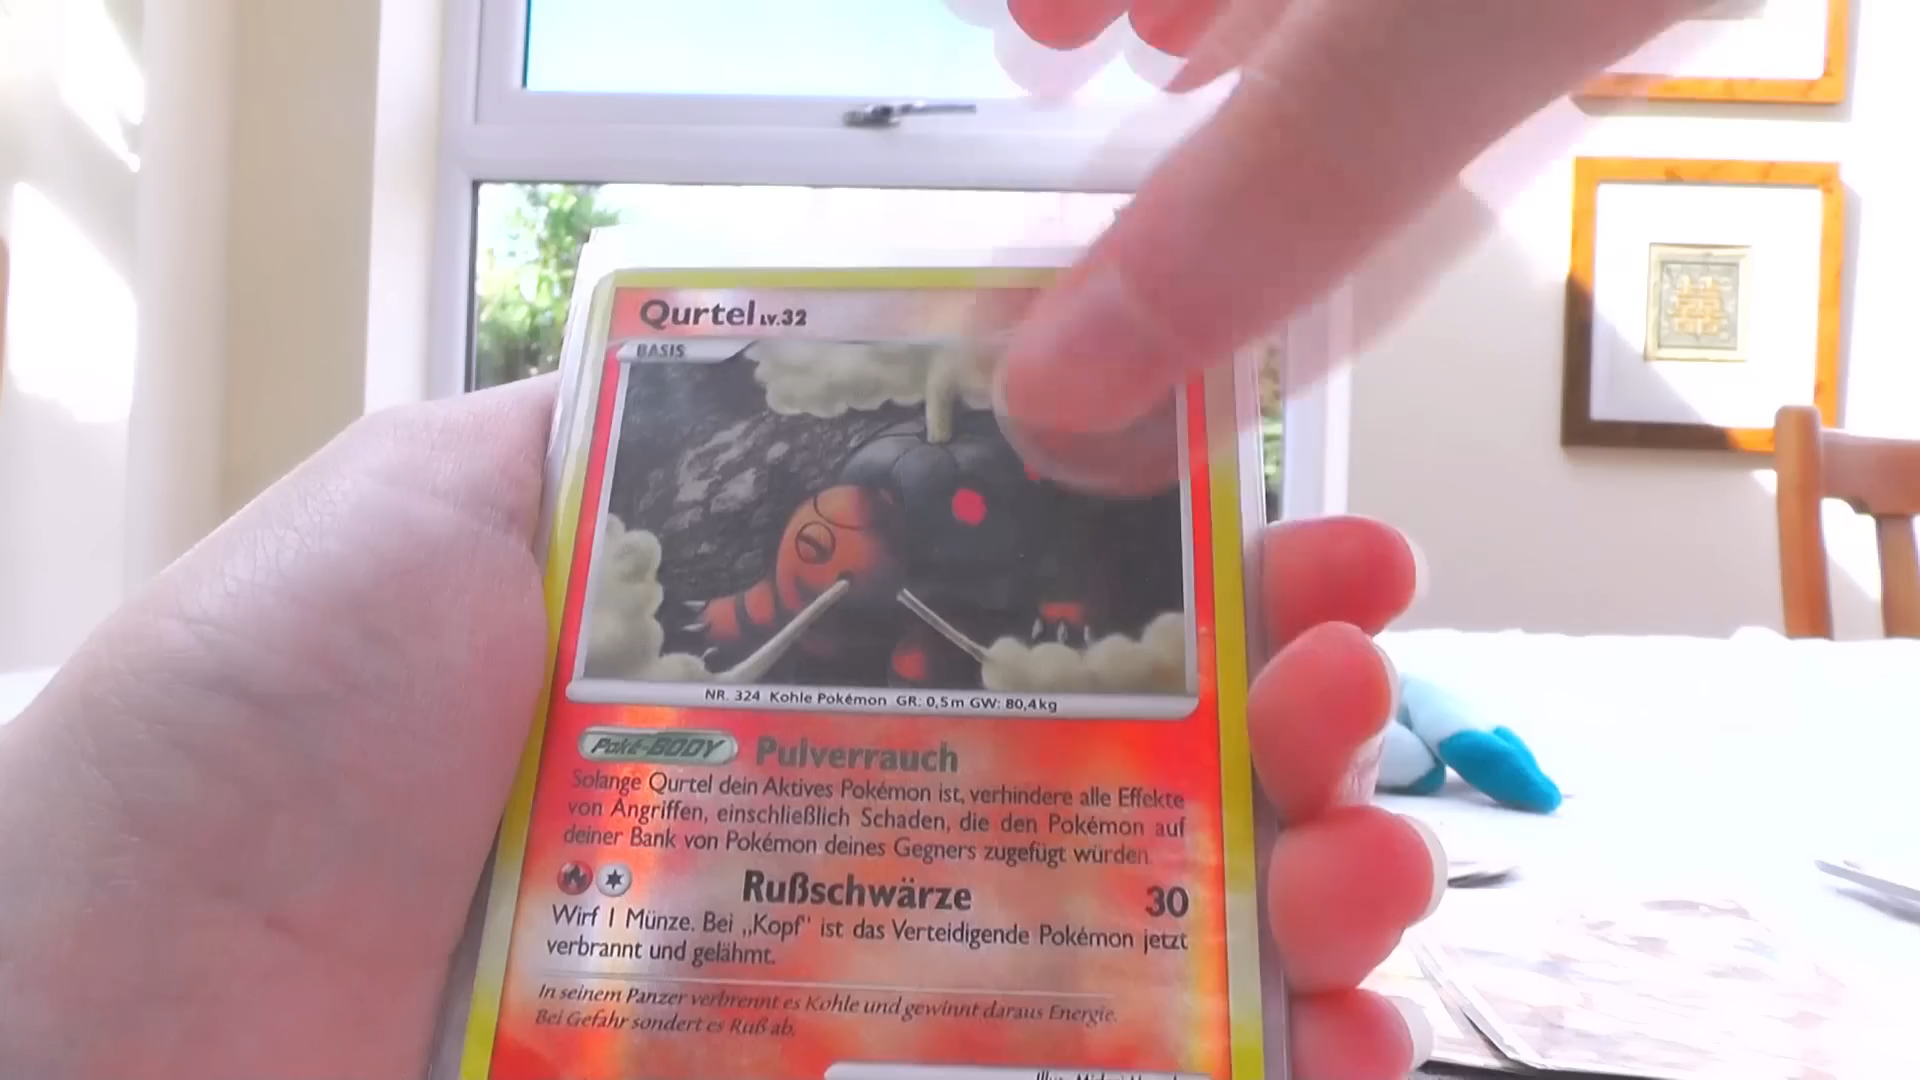 Qurtel LV.32
BASIS
NR. 324 Kohle Pokémon GR: 0,5m GW: 80,4kg
Poké-BODY Pulverrauch
Solange Qurtel dein Aktives Pokémon ist, verhindere alle Effekte
von Angriffen, einschließlich Schaden, die den Pokémon auf
deiner Bank von Pokémon deines Gegners zugefügt würden.
Rußschwärze 30
Wirf 1 Münze. Bei „Kopf" ist das Verteidigende Pokémon jetzt
verbrannt und gelähmt.
In seinem Panzer verbrennt es Kohle und gewinnt daraus Energie.
Bei Gefahr sondert es Ruß ab.